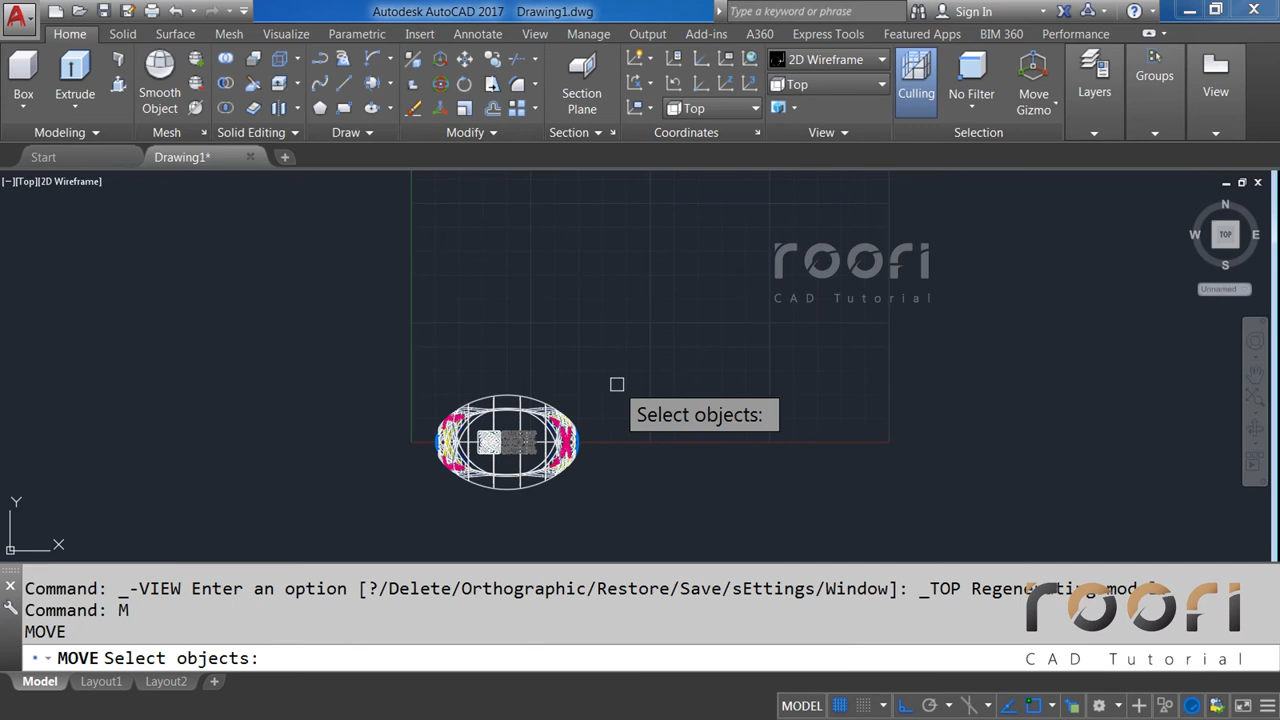 Autodesk AutoCAD 2017 Drawing1.dwg
Type a keyword or phrase
Sign In
Home Solid Surface Mesh Visualize Parametric Insert Annotate View Manage Output Add-ins A360 Express Tools Featured Apps BIM 360 Performance
Box
Extrude
Smooth
Object
Section
Plane
Top
2D Wireframe
Top
Culling
No Filter
Move
Gizmo
Layers
Groups
View
Modeling
Mesh
Solid Editing
Draw
Modify
Section
Coordinates
View
Selection
Start
Drawing1*
[−][Top][2D Wireframe]
N
W TOP E
S
Unnamed
roori
CAD Tutorial
Select objects:
Y
X
Command: _-VIEW Enter an option [?/Delete/Orthographic/Restore/Save/sEttings/Window]: _TOP Regenerating model.
Command: M
MOVE
MOVE Select objects:
roori
CAD Tutorial
Model Layout1 Layout2
MODEL